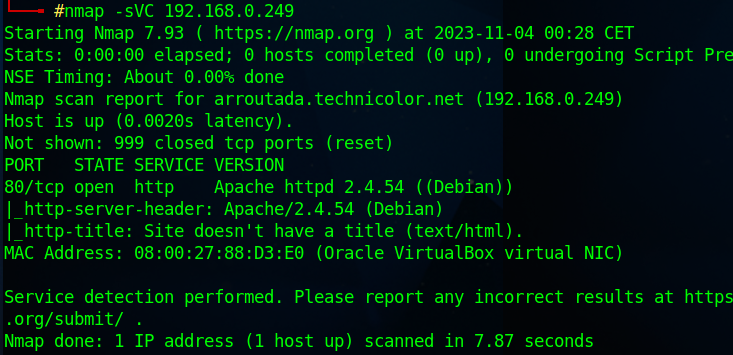 #nmap -sVC 192.168.0.249
Starting Nmap 7.93 ( https://nmap.org ) at 2023-11-04 00:28 CET
Stats: 0:00:00 elapsed; 0 hosts completed (0 up), 0 undergoing Script Pre
NSE Timing: About 0.00% done
Nmap scan report for arroutada.technicolor.net (192.168.0.249)
Host is up (0.0020s latency).
Not shown: 999 closed tcp ports (reset)
PORT   STATE SERVICE VERSION
80/tcp open  http    Apache httpd 2.4.54 ((Debian))
|_http-server-header: Apache/2.4.54 (Debian)
|_http-title: Site doesn't have a title (text/html).
MAC Address: 08:00:27:88:D3:E0 (Oracle VirtualBox virtual NIC)

Service detection performed. Please report any incorrect results at https
.org/submit/ .
Nmap done: 1 IP address (1 host up) scanned in 7.87 seconds